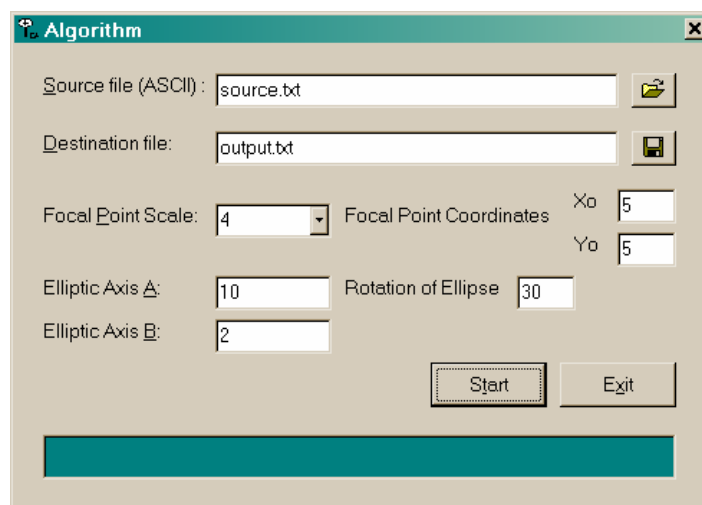 Algorithm
Source file (ASCII) : source.txt
Destination file: output.txt
Focal Point Scale: 4 Focal Point Coordinates Xo 5
Yo 5
Elliptic Axis A: 10 Rotation of Ellipse 30
Elliptic Axis B: 2
Start Exit